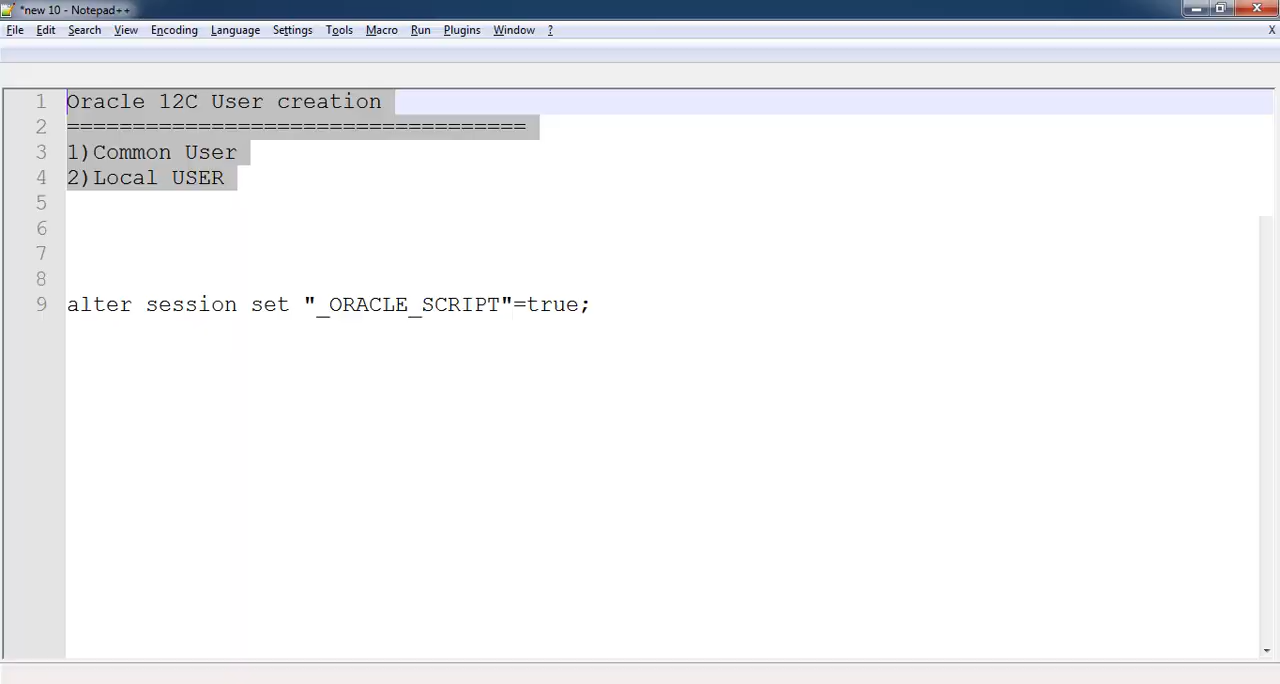 *new 10 - Notepad++
File Edit Search View Encoding Language Settings Tools Macro Run Plugins Window ? X
1 Oracle 12C User creation
2 ===================================
3 1)Common User
4 2)Local USER
5
6
7
8
9 alter session set "_ORACLE_SCRIPT"=true;